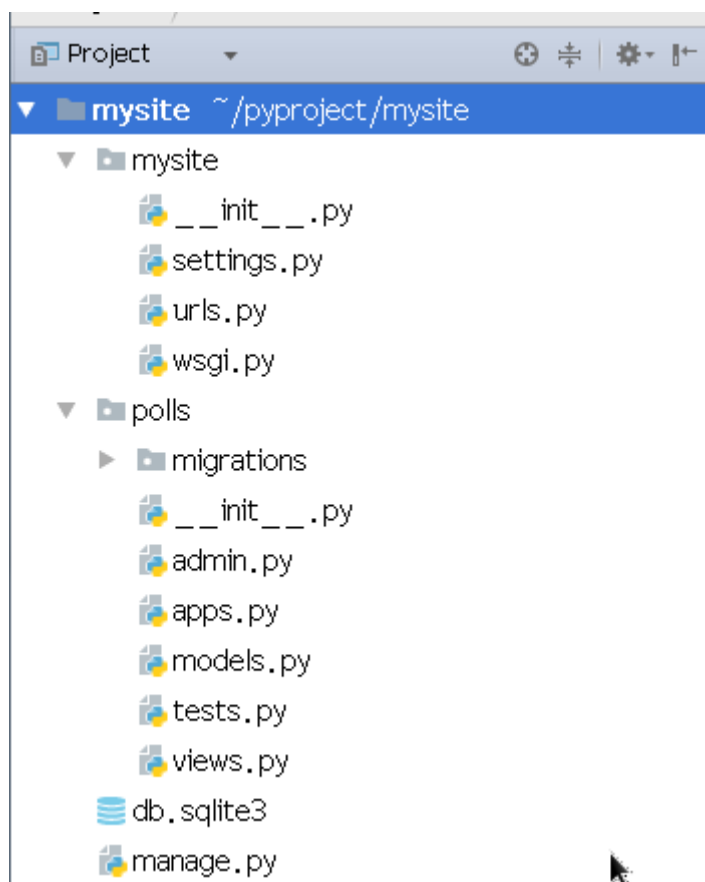 Project
mysite ~/pyproject/mysite
mysite
__init__.py
settings.py
urls.py
wsgi.py
polls
migrations
__init__.py
admin.py
apps.py
models.py
tests.py
views.py
db.sqlite3
manage.py